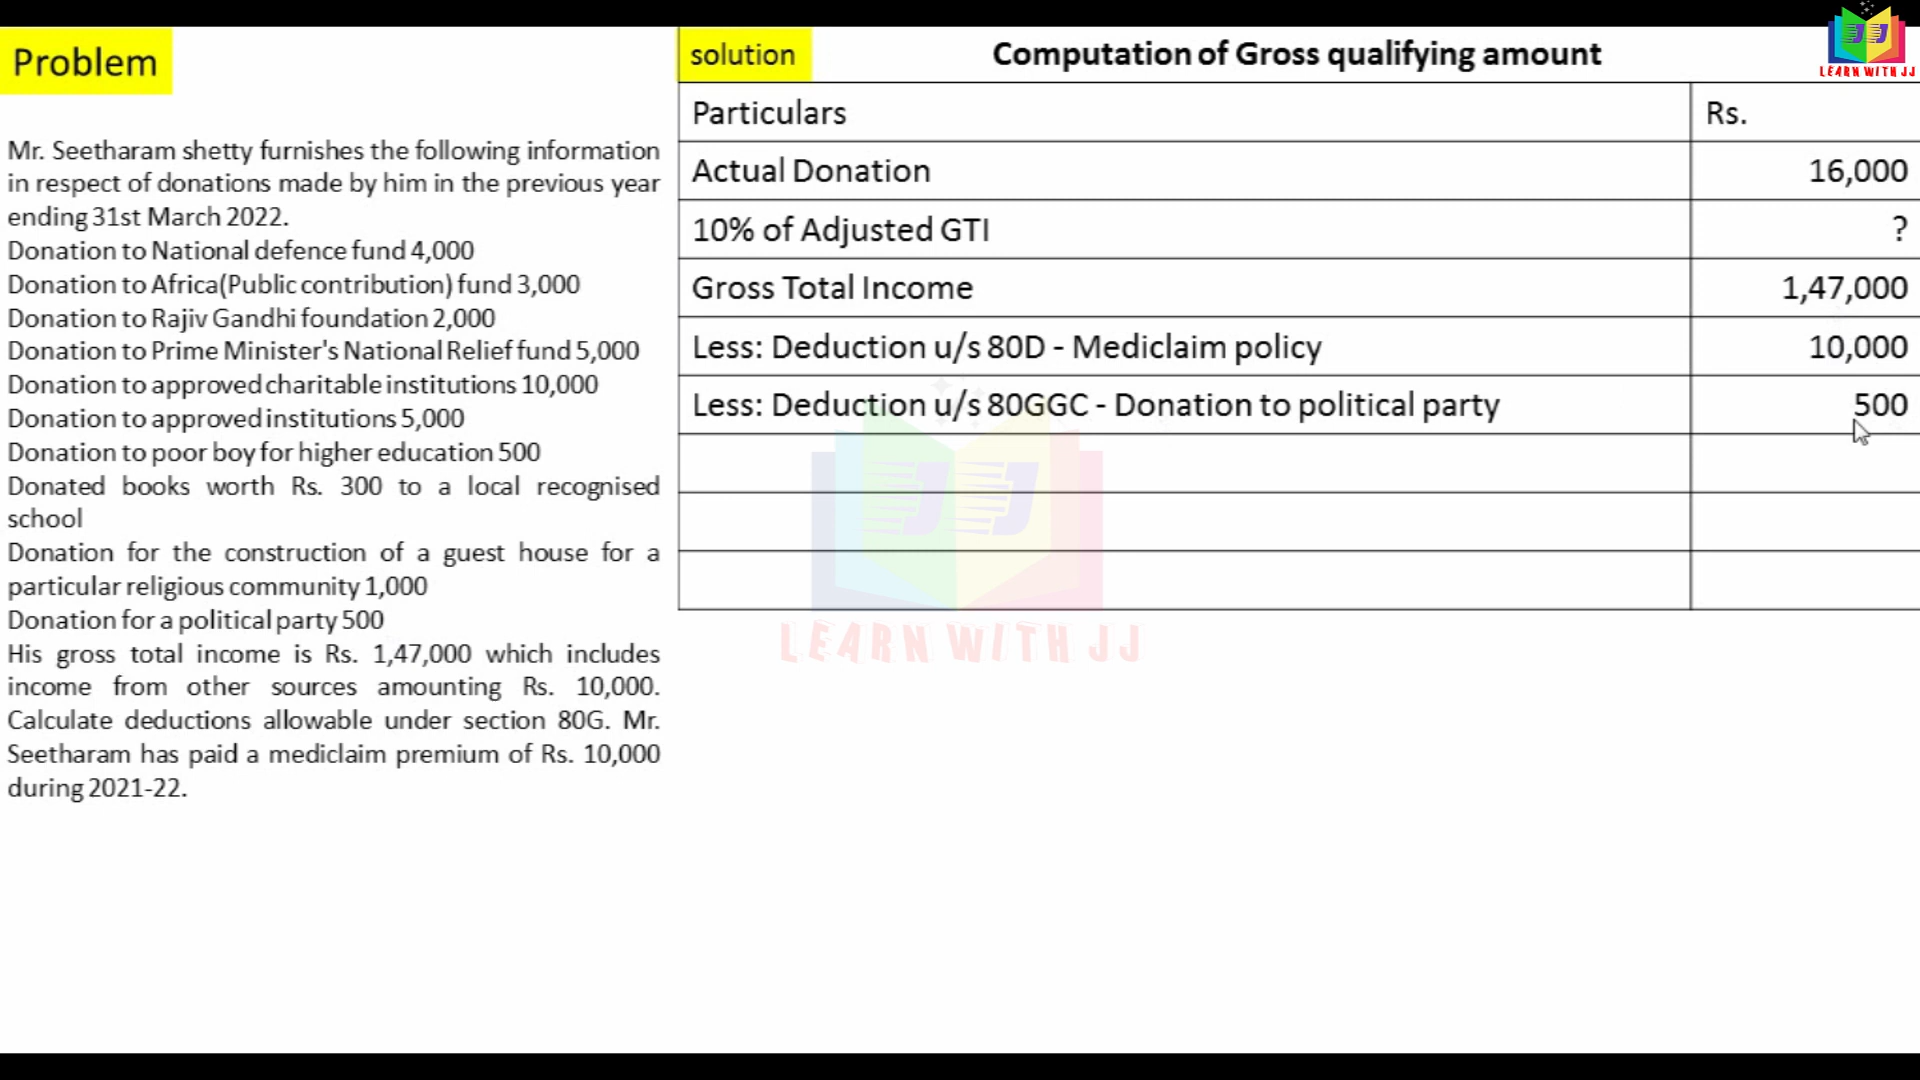 Problem
Mr. Seetharam shetty furnishes the following information
in respect of donations made by him in the previous year
ending 31st March 2022.
Donation to National defence fund 4,000
Donation to Africa(Public contribution) fund 3,000
Donation to Rajiv Gandhi foundation 2,000
Donation to Prime Minister's National Relief fund 5,000
Donation to approved charitable institutions 10,000
Donation to approved institutions 5,000
Donation to poor boy for higher education 500
Donated books worth Rs. 300 to a local recognised
school
Donation for the construction of a guest house for a
particular religious community 1,000
Donation for a political party 500
His gross total income is Rs. 1,47,000 which includes
income from other sources amounting Rs. 10,000.
Calculate deductions allowable under section 80G. Mr.
Seetharam has paid a mediclaim premium of Rs. 10,000
during 2021-22.
solution
Computation of Gross qualifying amount
Particulars Rs.
Actual Donation 16,000
10% of Adjusted GTI ?
Gross Total Income 1,47,000
Less: Deduction u/s 80D - Mediclaim policy 10,000
Less: Deduction u/s 80GGC - Donation to political party 500
JJ
LEARN WITH JJ
JJ
LEARN WITH JJ